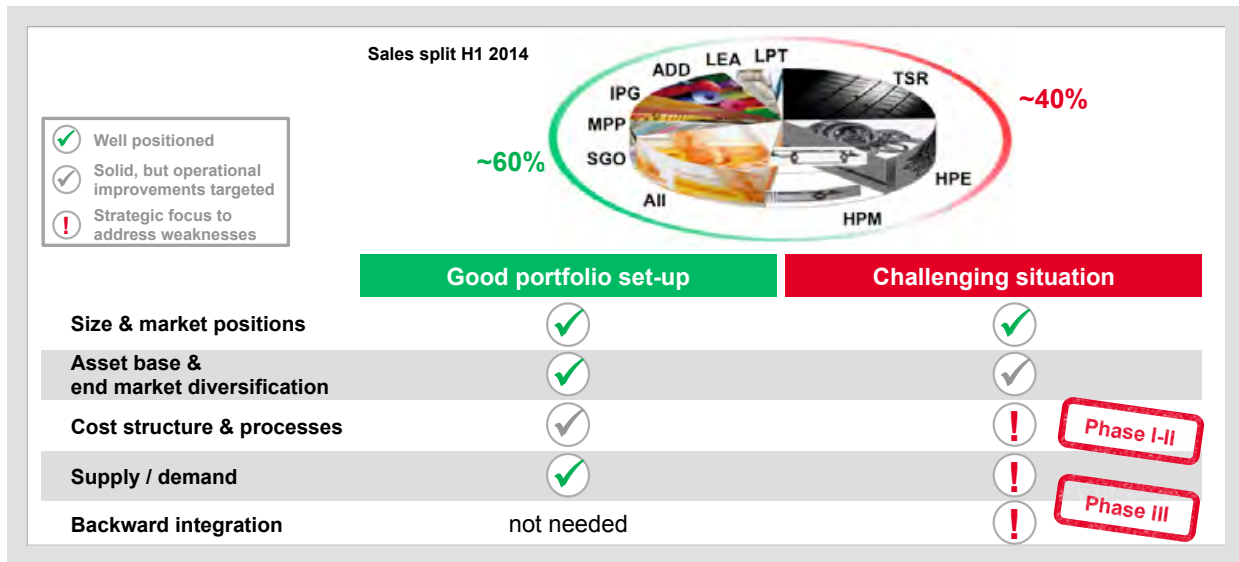 Sales split H1 2014
ADD LEA LPT
TSR
IPG
~40%
MPP
~60%
SGO
HPE
AII
HPM
Well positioned
Solid, but operational
improvements targeted
! Strategic focus to
address weaknesses
Good portfolio set-up Challenging situation
Size & market positions
Asset base &
end market diversification
Cost structure & processes ! Phase I-II
Supply / demand !
Phase III
Backward integration not needed !